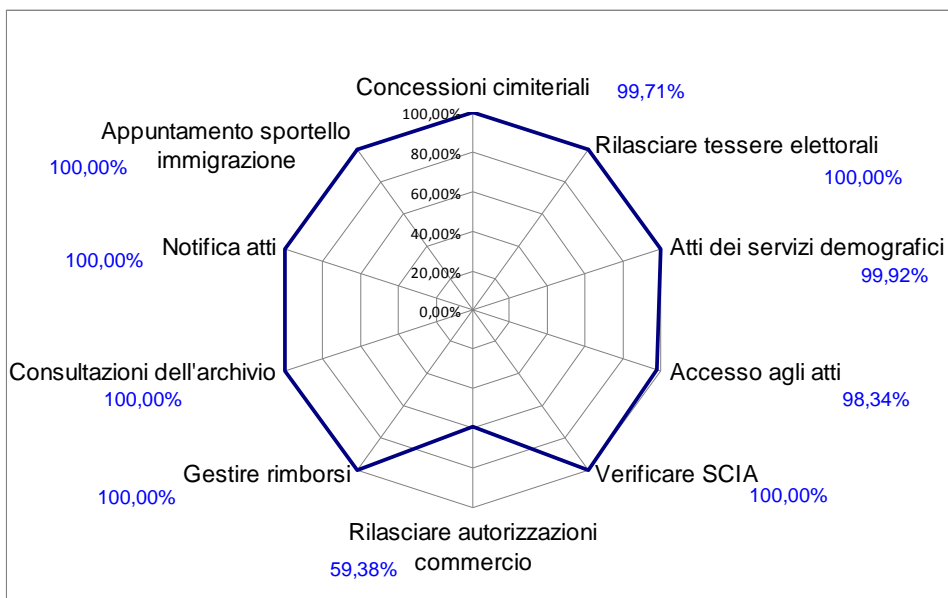 Concessioni cimiteriali
99,71%
Rilasciare tessere elettorali
100,00%
Atti dei servizi demografici
99,92%
Accesso agli atti
98,34%
Verificare SCIA
100,00%
Rilasciare autorizzazioni
commercio
59,38%
Gestire rimborsi
100,00%
Consultazioni dell'archivio
100,00%
Notifica atti
100,00%
Appuntamento sportello
immigrazione
100,00%
100,00%
80,00%
60,00%
40,00%
20,00%
0,00%